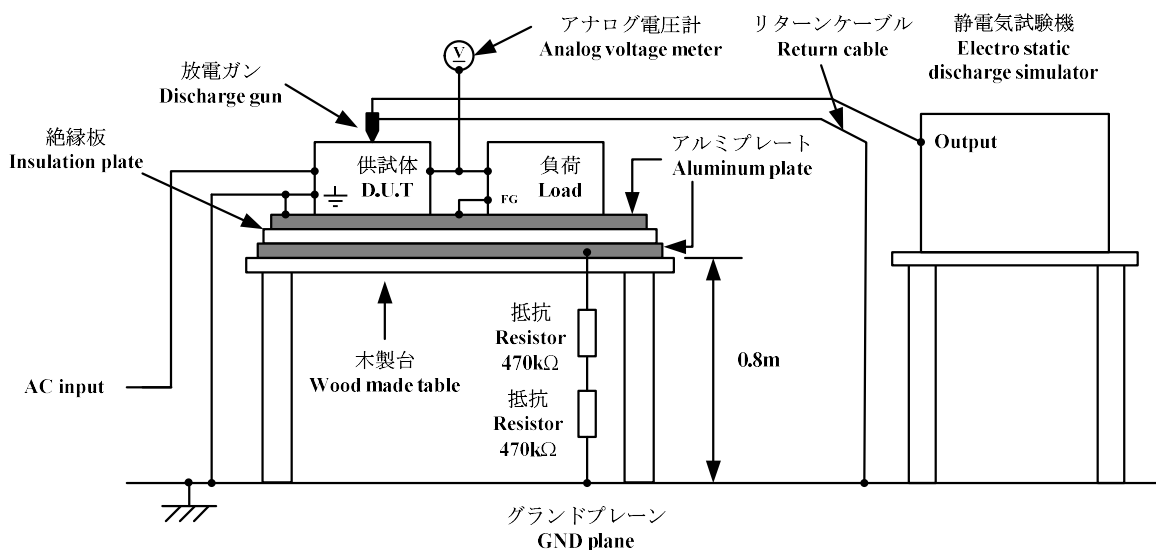 アナログ電圧計
Analog voltage meter
リターンケーブル
Return cable
静電気試験機
Electro static
discharge simulator
V
放電ガン
Discharge gun
絶縁板
Insulation plate
供試体
D.U.T
負荷
Load
FG
アルミプレート
Aluminum plate
Output
抵抗
Resistor
470kΩ
0.8m
木製台
Wood made table
AC input
抵抗
Resistor
470kΩ
グランドプレーン
GND plane